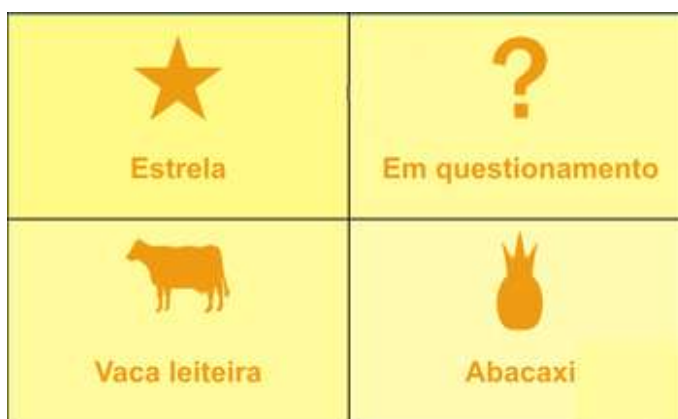 Estrela
?
Em questionamento
Vaca leiteira
Abacaxi